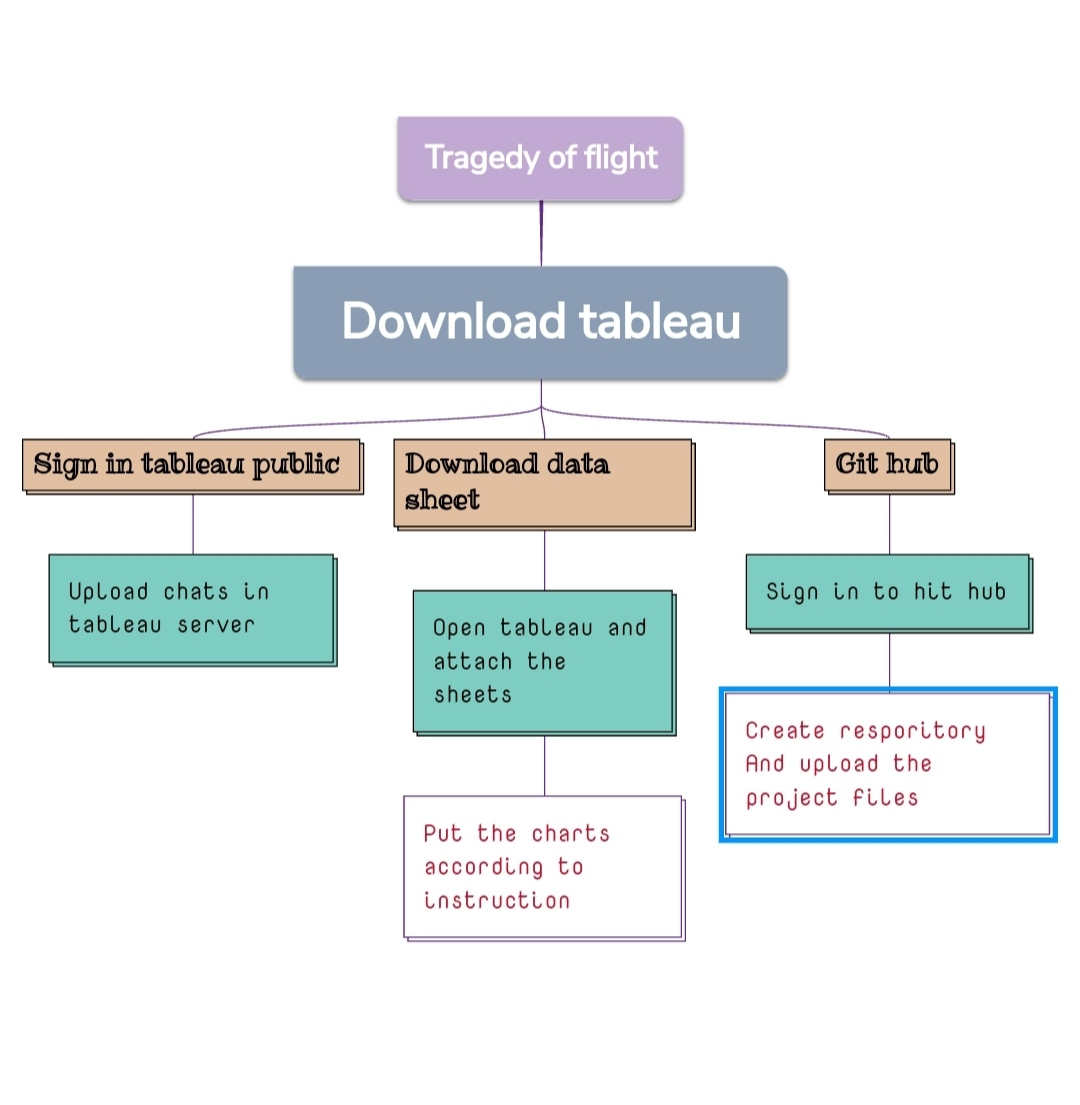 Tragedy of flight
Download tableau
Sign in tableau public
Download data
sheet
Git hub
Upload chats in
tableau server
Open tableau and
attach the
sheets
Sign in to hit hub
Put the charts
according to
instruction
Create resporitory
And upload the
project files